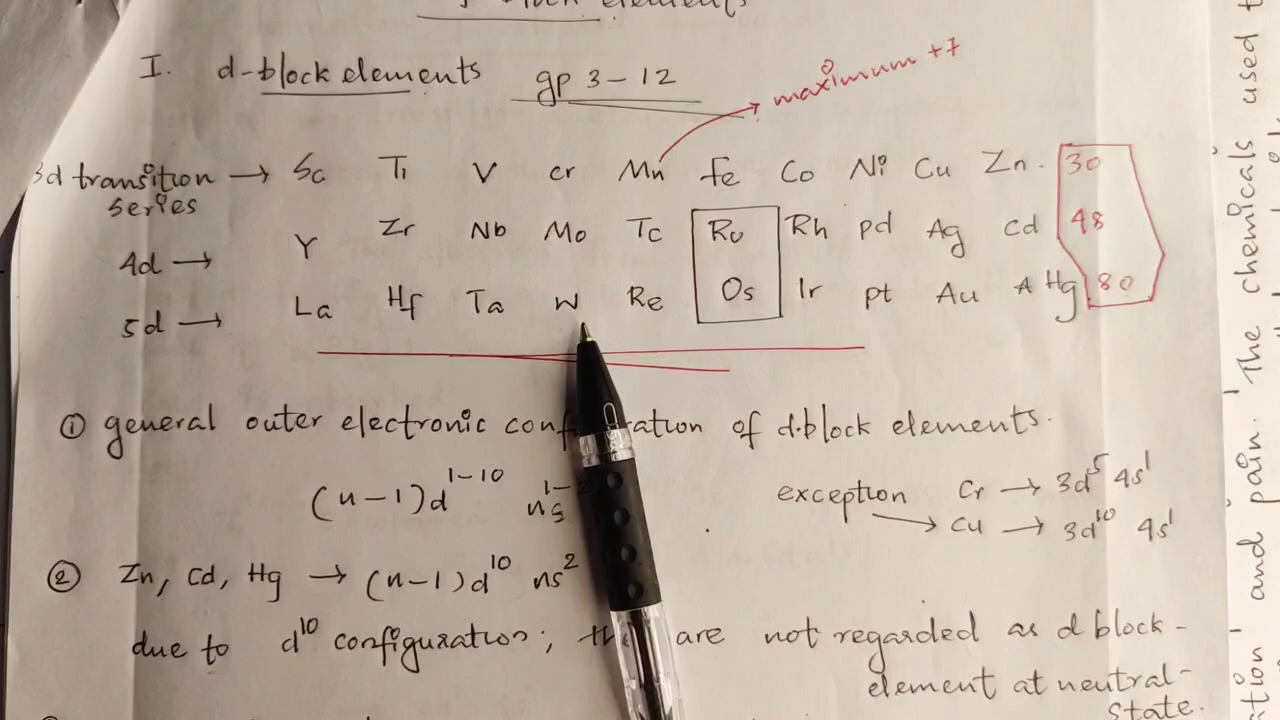 block elements
I. d-block elements gp 3-12
maximum +7
3d transition series → Sc Ti V Cr Mn Fe Co Ni Cu Zn. 30
4d → Y Zr Nb Mo Tc Ru Rh pd Ag Cd 48
5d → La Hf Ta W Re Os Ir pt Au A Hg 80
① general outer electronic of d.block elements.
(n-1)d¹⁻¹⁰ ns
exception Cr → 3d⁵ 4s¹
→ Cu → 3d¹⁰ 4s¹
② Zn, Cd, Hg → (n-1)d¹⁰ ns²
due to d¹⁰ configuration; are not regarded as d block-
element at neutral-
state.
The chemicals used
and pain.